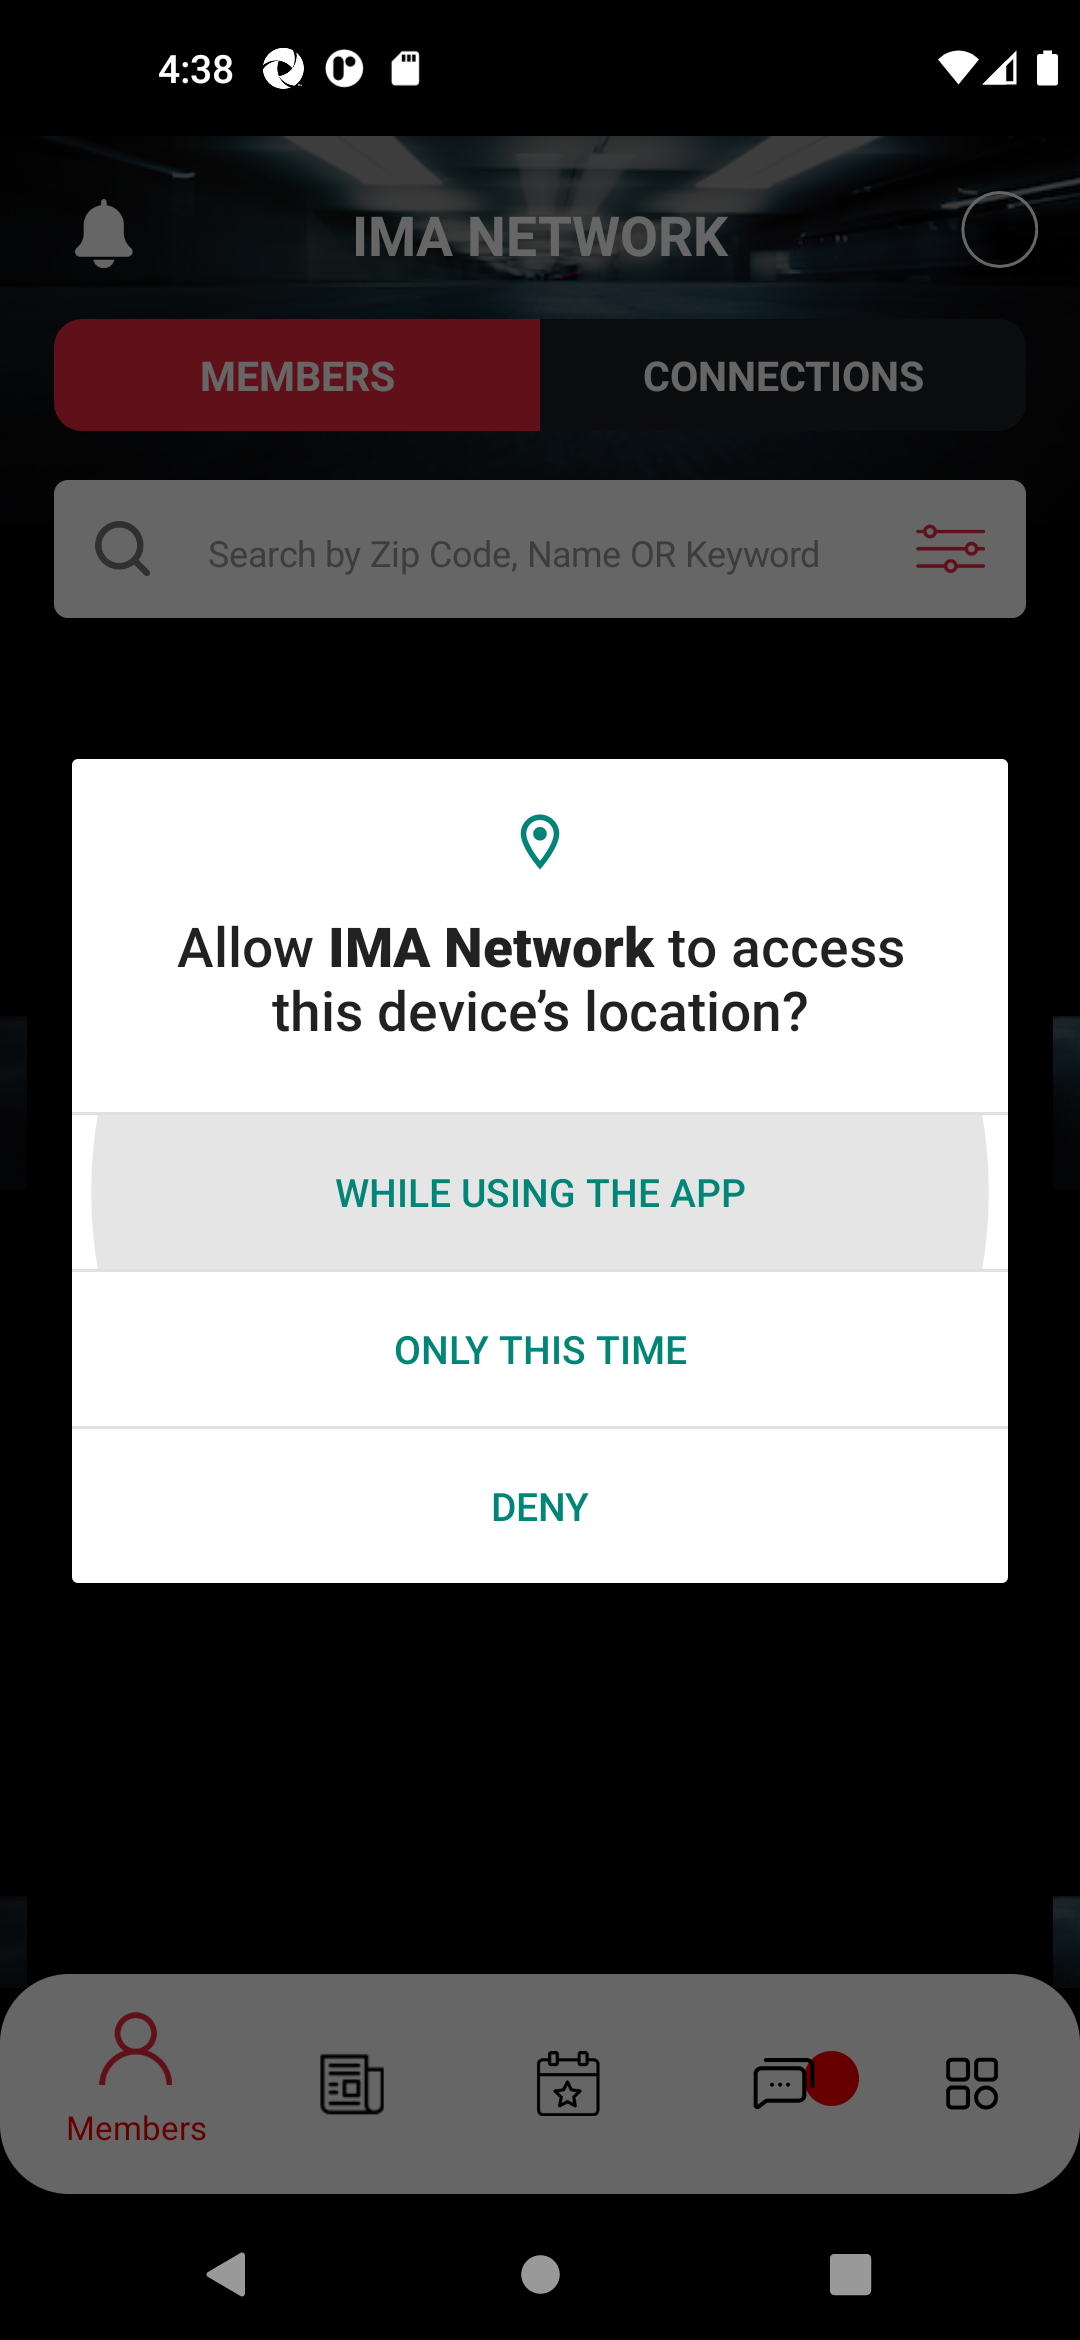 4:38
IMA NETWORK
MEMBERS
CONNECTIONS
Search by Zip Code, Name OR Keyword
Allow IMA Network to access
this device’s location?
WHILE USING THE APP
ONLY THIS TIME
DENY
Members